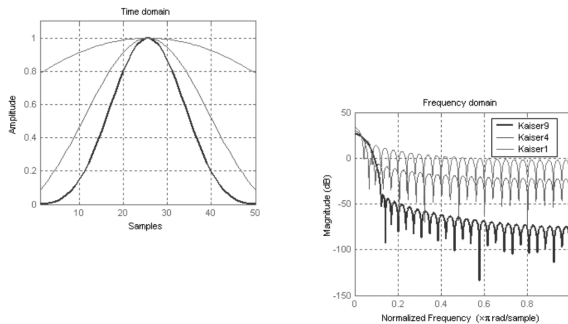 Time domain
1
0.8
0.6
0.4
0.2
0
Amplitude
10
20
30
40
50
Samples
Frequency domain
50
0
-50
-100
-150
Magnitude (dB)
Kaiser9
Kaiser4
Kaiser1
0
0.2
0.4
0.6
0.8
Normalized Frequency (×π rad/sample)